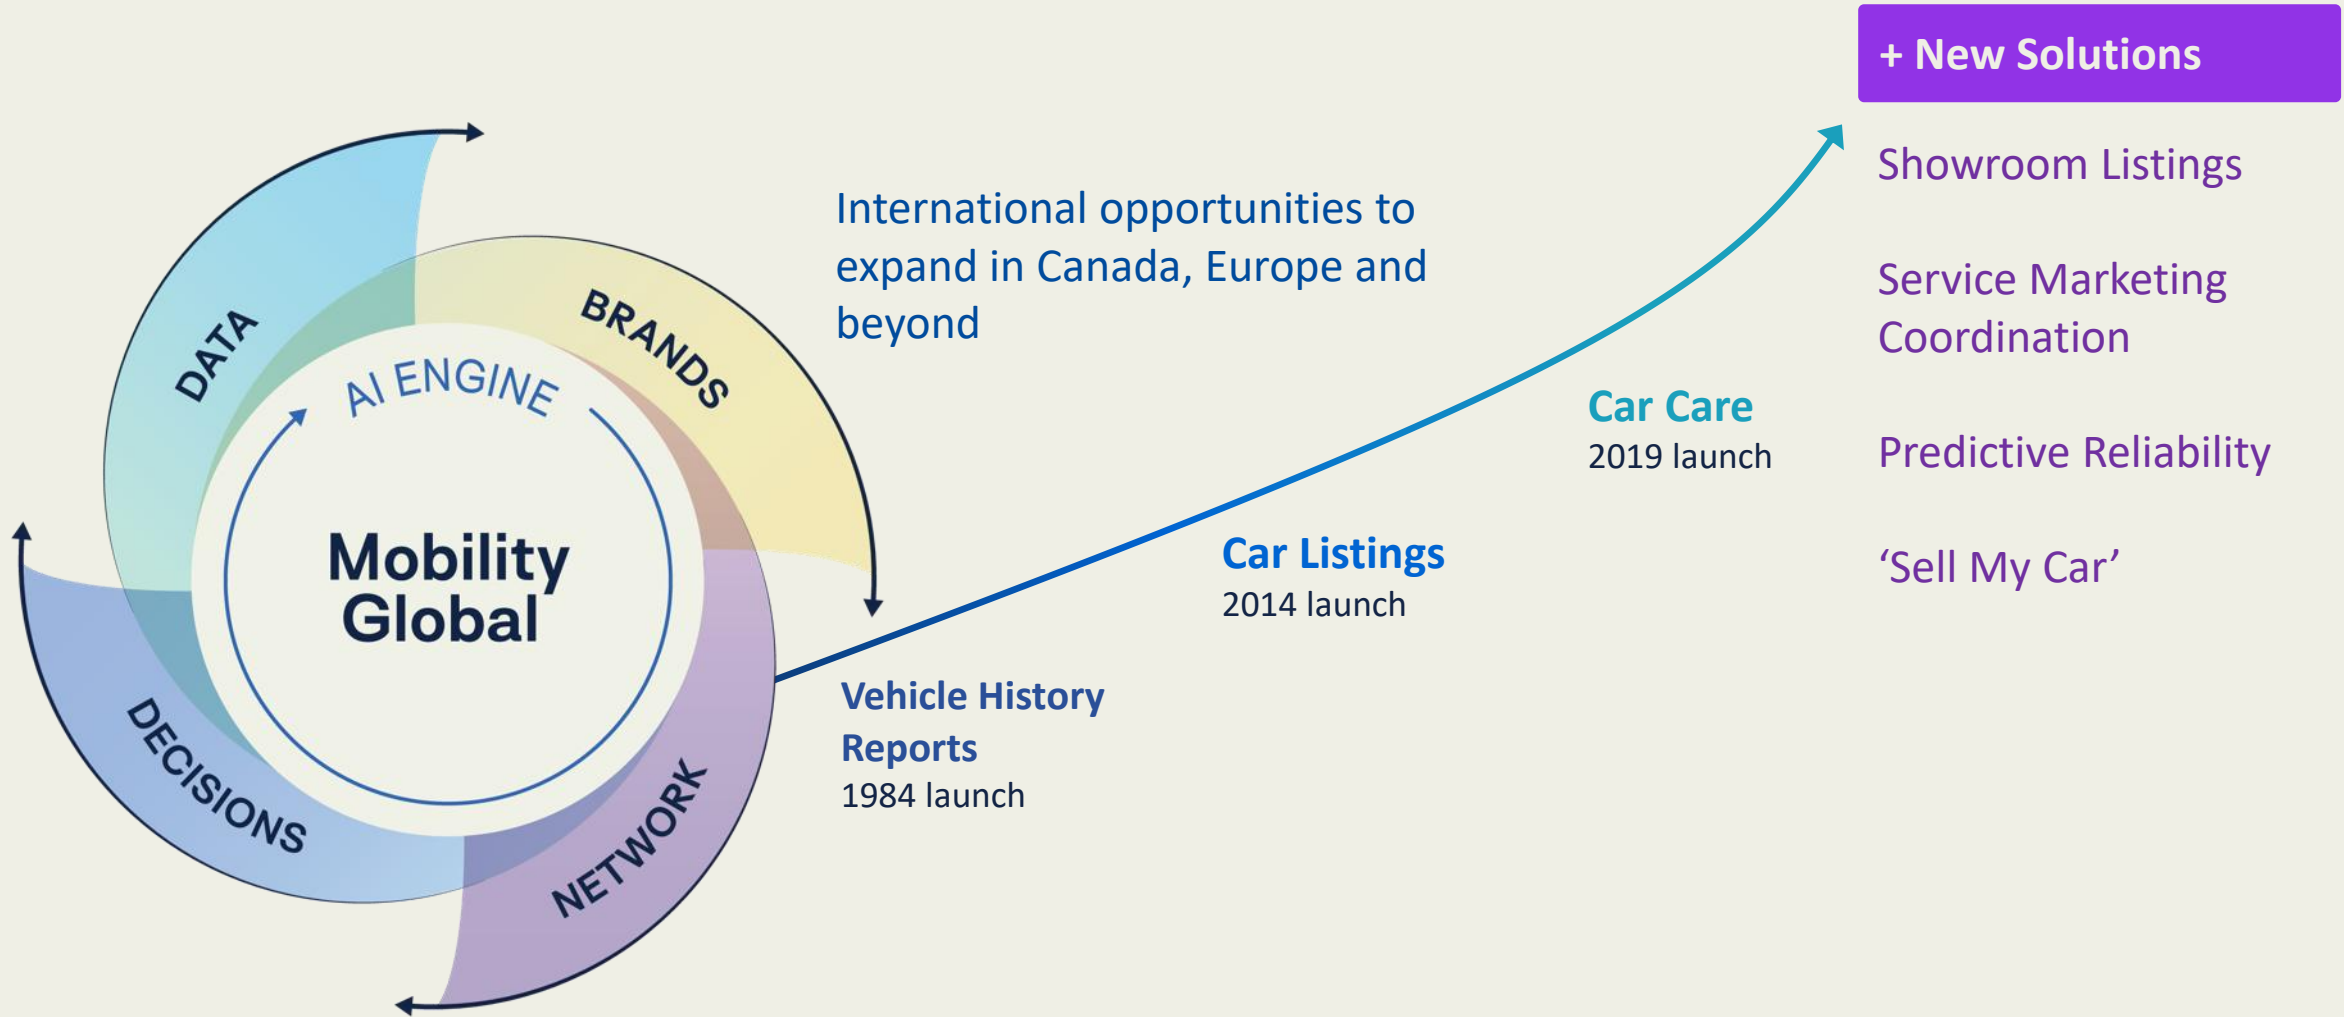 DATA
BRANDS
AI ENGINE
Mobility
Global
DECISIONS
NETWORK
International opportunities to
expand in Canada, Europe and
beyond
Vehicle History
Reports
1984 launch
Car Listings
2014 launch
Car Care
2019 launch
+ New Solutions
Showroom Listings
Service Marketing
Coordination
Predictive Reliability
‘Sell My Car’